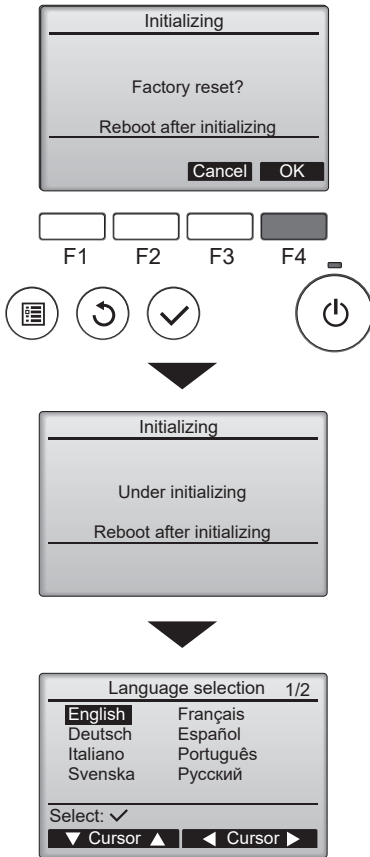 Initializing
Factory reset?
Reboot after initializing
Cancel OK
F1 F2 F3 F4
Initializing
Under initializing
Reboot after initializing
Language selection 1/2
English Français
Deutsch Español
Italiano Português
Svenska Русский
Select: ✓
▼ Cursor ▲ ◀ Cursor ▶